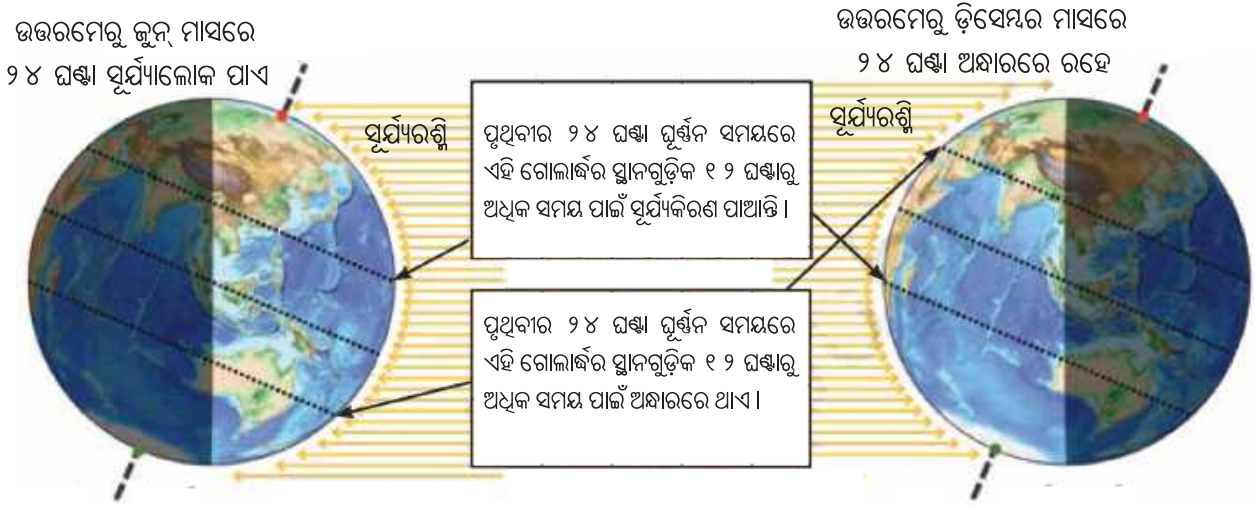 ଉତ୍ତରମେରୁ ଜୁନ୍ ମାସରେ
୨୪ ଘଣ୍ଟା ସୂର୍ଯ୍ୟାଲୋକ ପାଏ
ସୂର୍ଯ୍ୟରଶ୍ମି
ପୃଥିବୀର ୨୪ ଘଣ୍ଟା ଘୂର୍ଣ୍ଣନ ସମୟରେ
ଏହି ଗୋଲାର୍ଦ୍ଧର ସ୍ଥାନଗୁଡ଼ିକ ୧୨ ଘଣ୍ଟାରୁ
ଅଧିକ ସମୟ ପାଇଁ ସୂର୍ଯ୍ୟକିରଣ ପାଆନ୍ତି ।
ପୃଥିବୀର ୨୪ ଘଣ୍ଟା ଘୂର୍ଣ୍ଣନ ସମୟରେ
ଏହି ଗୋଲାର୍ଦ୍ଧର ସ୍ଥାନଗୁଡ଼ିକ ୧୨ ଘଣ୍ଟାରୁ
ଅଧିକ ସମୟ ପାଇଁ ଅନ୍ଧାରରେ ଥାଏ ।
ଉତ୍ତରମେରୁ ଡ଼ିସେମ୍ବର ମାସରେ
୨୪ ଘଣ୍ଟା ଅନ୍ଧାରରେ ରହେ
ସୂର୍ଯ୍ୟରଶ୍ମି